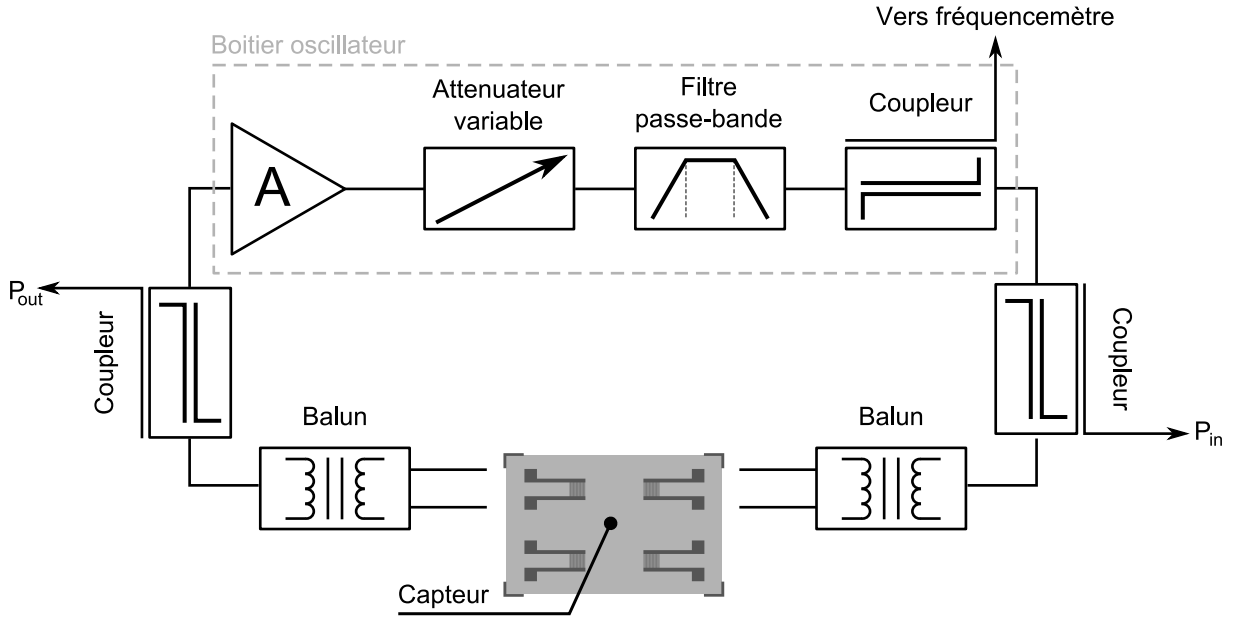 Vers fréquencemètre
Boitier oscillateur
Attenuateur
variable
Filtre
passe-bande
Coupleur
A
Pout
Coupleur
Coupleur
Pin
Balun
Balun
Capteur